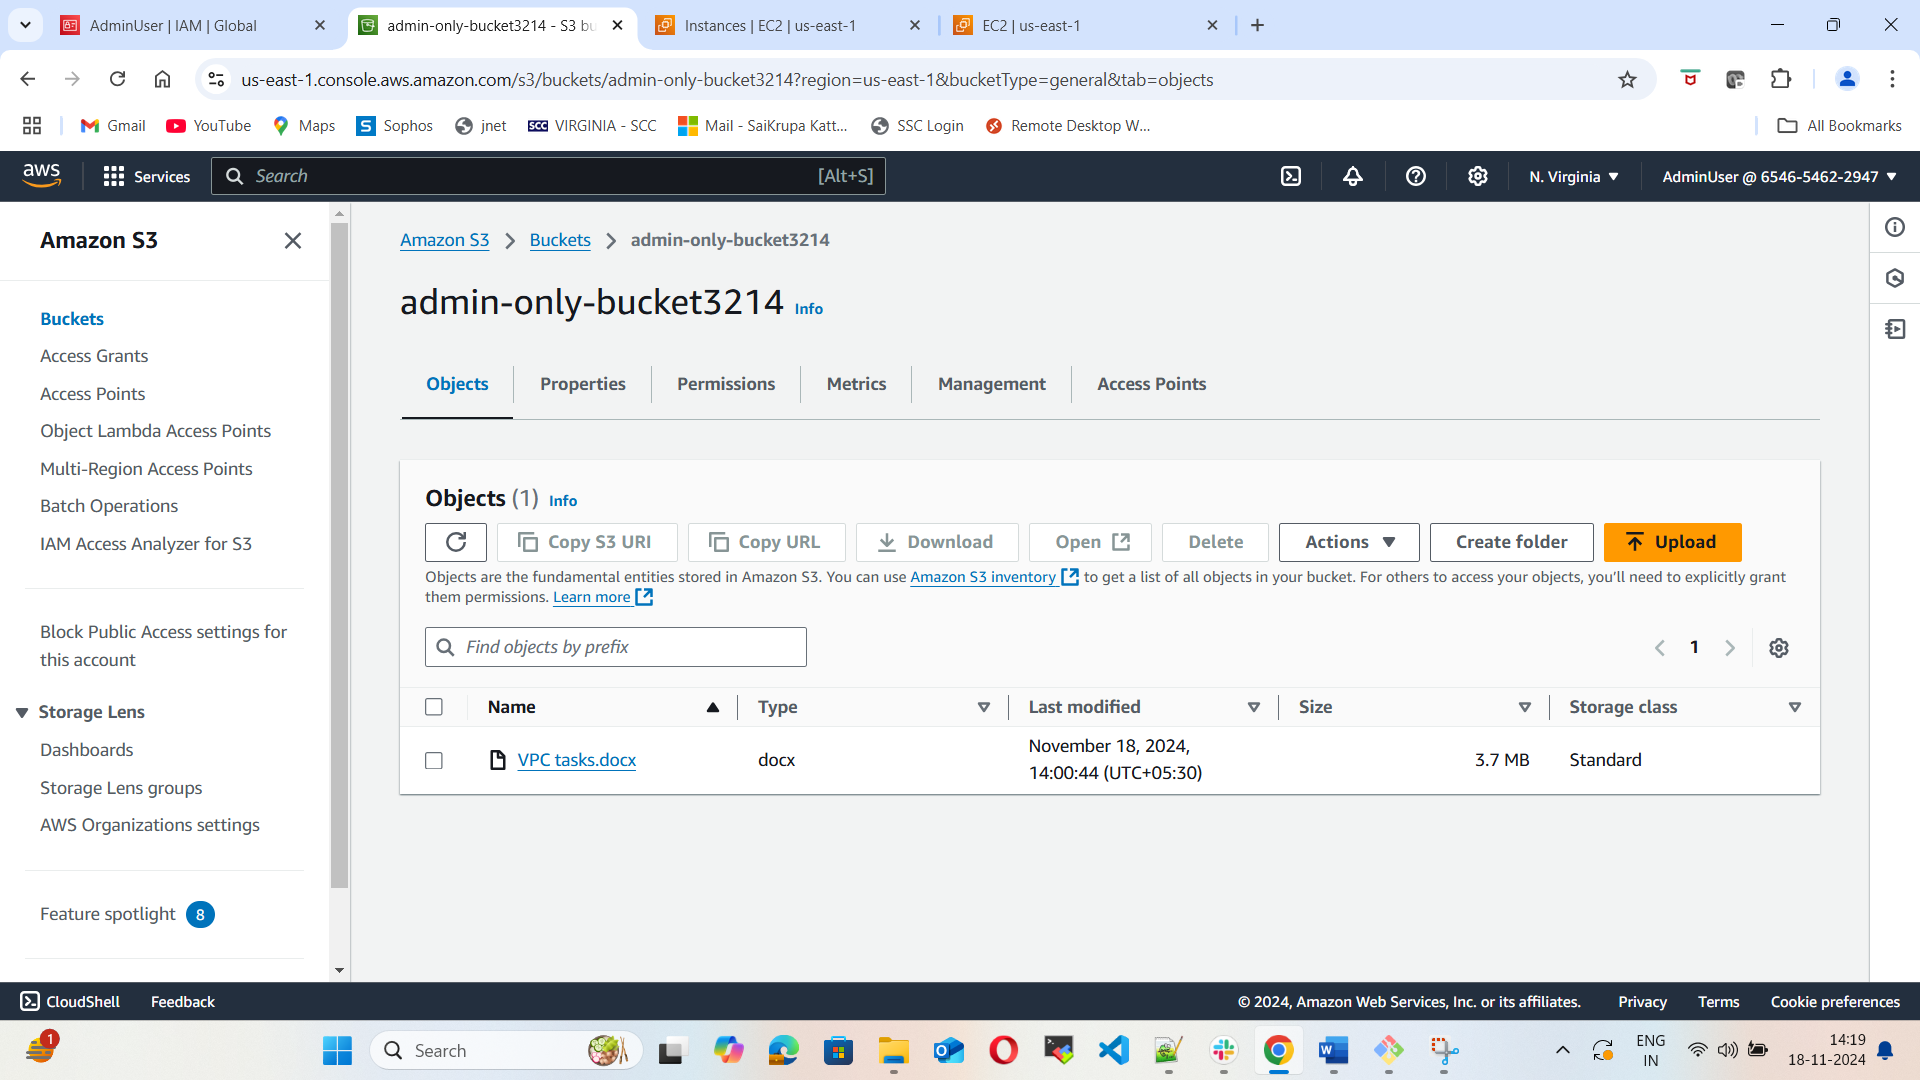 AdminUser | IAM | Global
admin-only-bucket3214 - S3 bu
Instances | EC2 | us-east-1
EC2 | us-east-1
us-east-1.console.aws.amazon.com/s3/buckets/admin-only-bucket3214?region=us-east-1&bucketType=general&tab=objects
Gmail
YouTube
Maps
S Sophos
jnet
SCC VIRGINIA - SCC
Mail - SaiKrupa Katt...
SSC Login
Remote Desktop W...
All Bookmarks
aws
Services
Search
[Alt+S]
N. Virginia
AdminUser @ 6546-5462-2947
Amazon S3
Buckets
Access Grants
Access Points
Object Lambda Access Points
Multi-Region Access Points
Batch Operations
IAM Access Analyzer for S3
Block Public Access settings for
this account
Storage Lens
Dashboards
Storage Lens groups
AWS Organizations settings
Feature spotlight 8
Amazon S3
Buckets
admin-only-bucket3214
admin-only-bucket3214 Info
Objects
Properties
Permissions
Metrics
Management
Access Points
Objects (1) Info
Copy S3 URI
Copy URL
Download
Open
Delete
Actions
Create folder
Upload
Objects are the fundamental entities stored in Amazon S3. You can use Amazon S3 inventory to get a list of all objects in your bucket. For others to access your objects, you'll need to explicitly grant
them permissions. Learn more
Find objects by prefix
1
Name
Type
Last modified
Size
Storage class
VPC tasks.docx
docx
November 18, 2024,
14:00:44 (UTC+05:30)
3.7 MB
Standard
CloudShell
Feedback
© 2024, Amazon Web Services, Inc. or its affiliates.
Privacy
Terms
Cookie preferences
1
Search
ENG
IN
14:19
18-11-2024